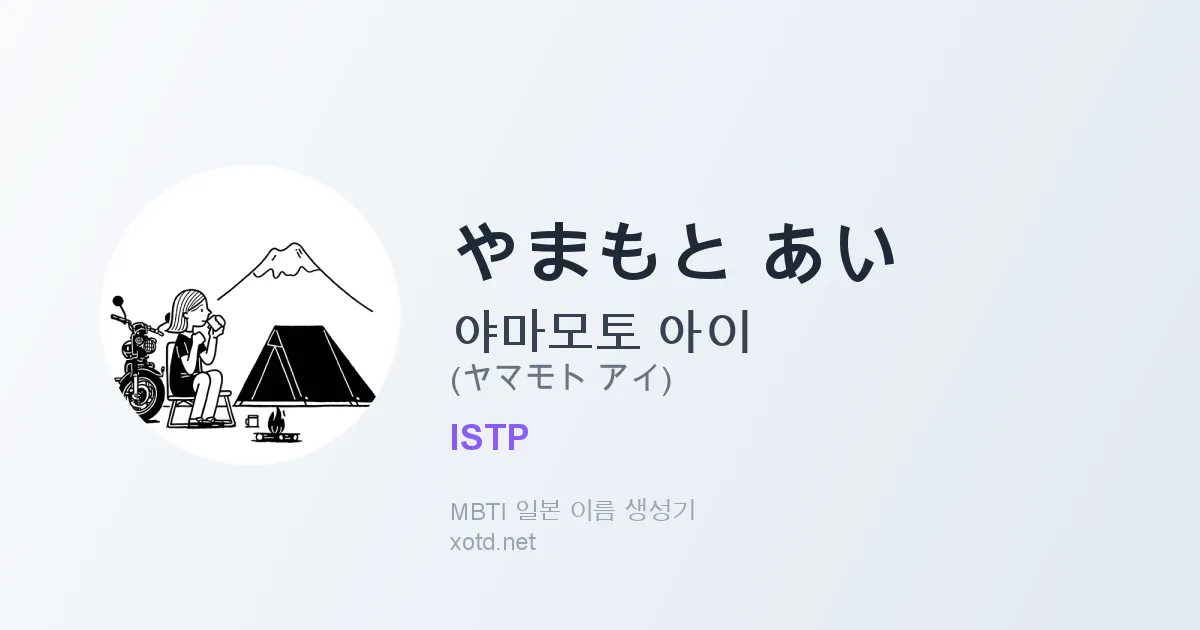 やまもと あい
야마모토 아이
(ヤマモト アイ)
ISTP
MBTI 일본 이름 생성기
xotd.net